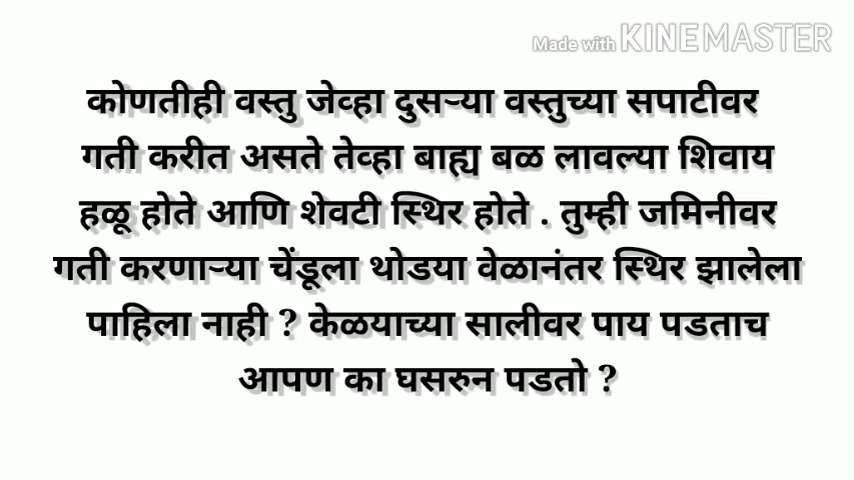 Made with KINEMASTER
कोणतीही वस्तु जेव्हा दुसऱ्या वस्तुच्या सपाटीवर
गती करीत असते तेव्हा बाह्य बळ लावल्या शिवाय
हळू होते आणि शेवटी स्थिर होते . तुम्ही जमिनीवर
गती करणाऱ्या चेंडूला थोडया वेळानंतर स्थिर झालेला
पाहिला नाही ? केळयाच्या सालीवर पाय पडताच
आपण का घसरुन पडतो ?